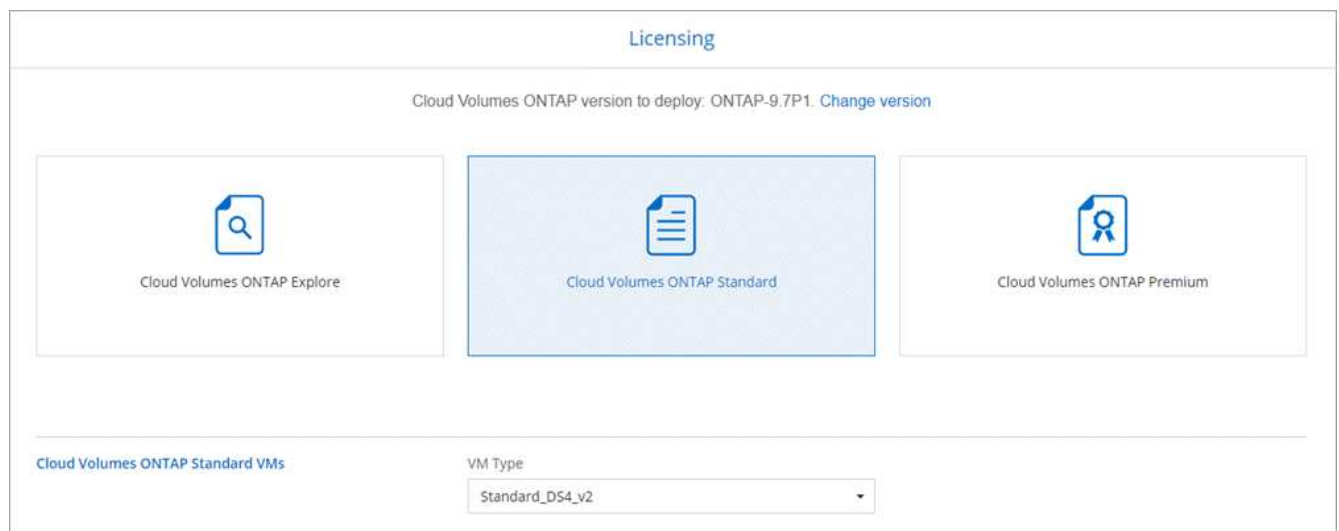 Licensing
Cloud Volumes ONTAP version to deploy: ONTAP-9.7P1. Change version
Cloud Volumes ONTAP Explore
Cloud Volumes ONTAP Standard
Cloud Volumes ONTAP Premium
Cloud Volumes ONTAP Standard VMs
VM Type
Standard_DS4_v2